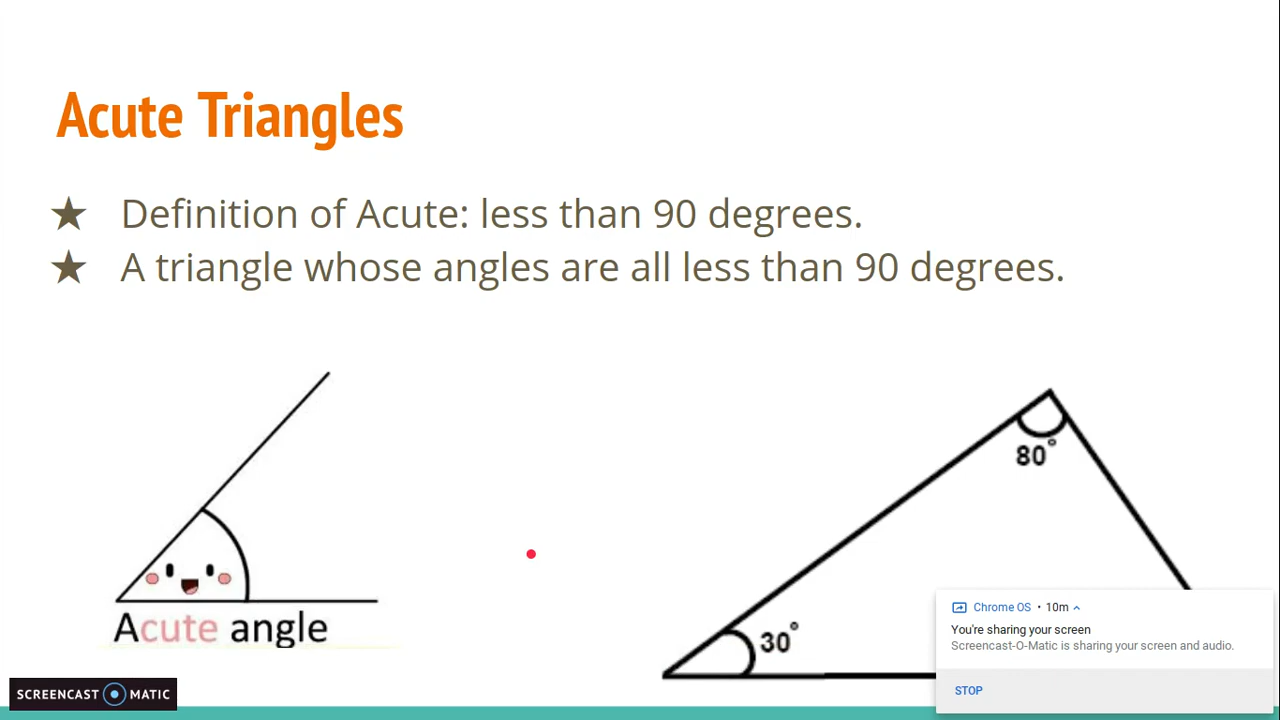 Acute Triangles
★ Definition of Acute: less than 90 degrees.
★ A triangle whose angles are all less than 90 degrees.
80°
30°
Acute angle
Chrome OS • 10m
You're sharing your screen
Screencast-O-Matic is sharing your screen and audio.
STOP
SCREENCAST MATIC